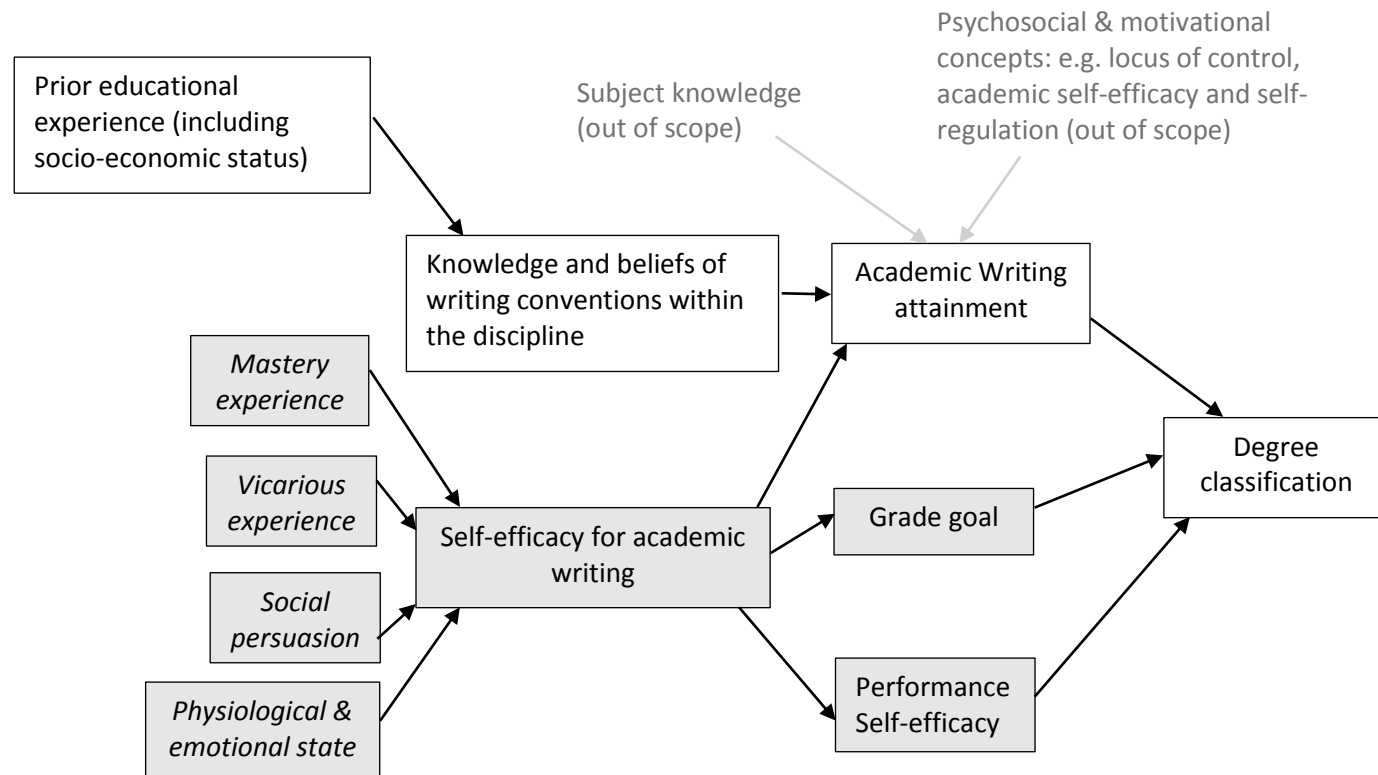 Psychosocial & motivational
concepts: e.g. locus of control,
academic self-efficacy and self-
regulation (out of scope)
Subject knowledge
(out of scope)
Prior educational
experience (including
socio-economic status)
Knowledge and beliefs of
writing conventions within
the discipline
Academic Writing
attainment
Mastery
experience
Vicarious
experience
Social
persuasion
Physiological &
emotional state
Self-efficacy for academic
writing
Grade goal
Performance
Self-efficacy
Degree
classification